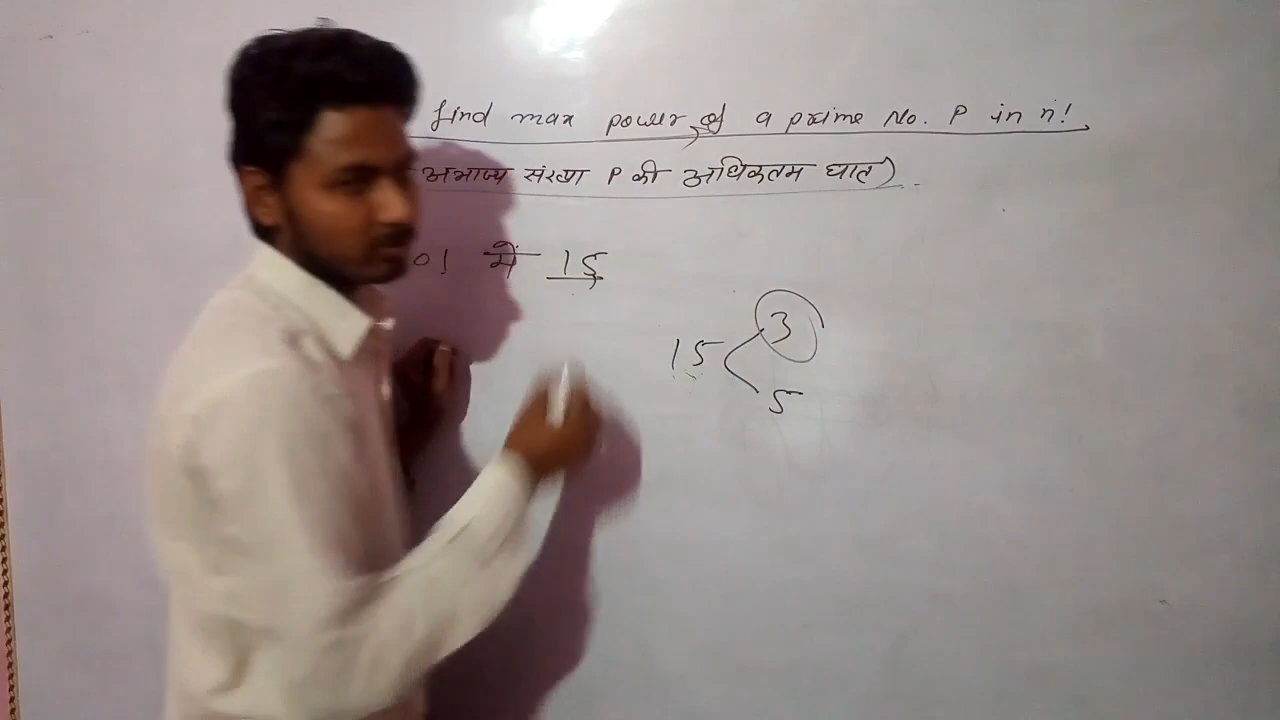 find max power of a prime No. P in n!
अभाज्य संख्या P की अधिकतम घात)
0! में 15
15 3
5